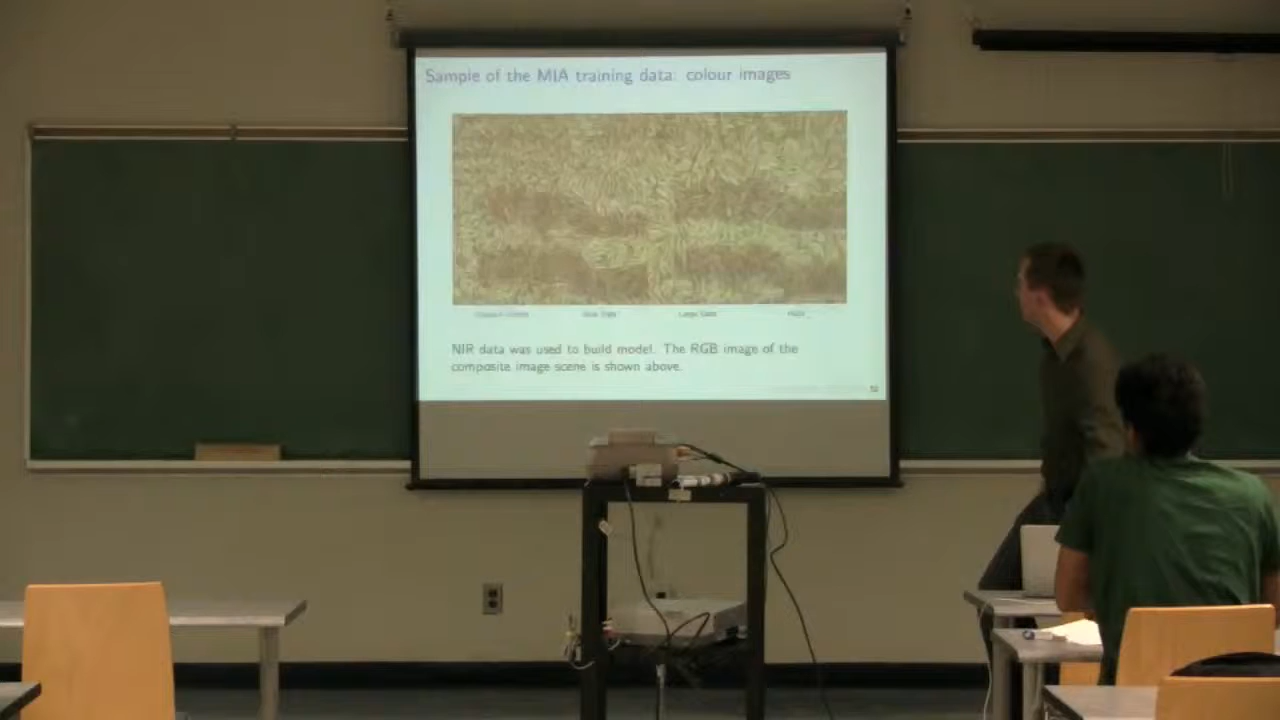 Sample of the MIA training data: colour images
NIR data was used to build model. The RGB image of the
composite image scene is shown above.